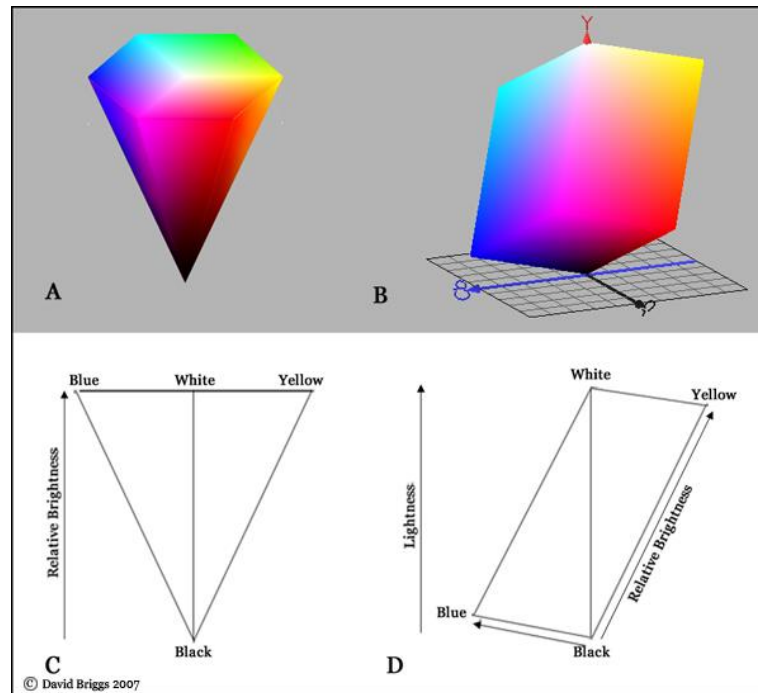 Y
A
B
Blue White Yellow
Relative Brightness
Black
C
© David Briggs 2007
White
Yellow
Lightness
Relative Brightness
Blue
Black
D